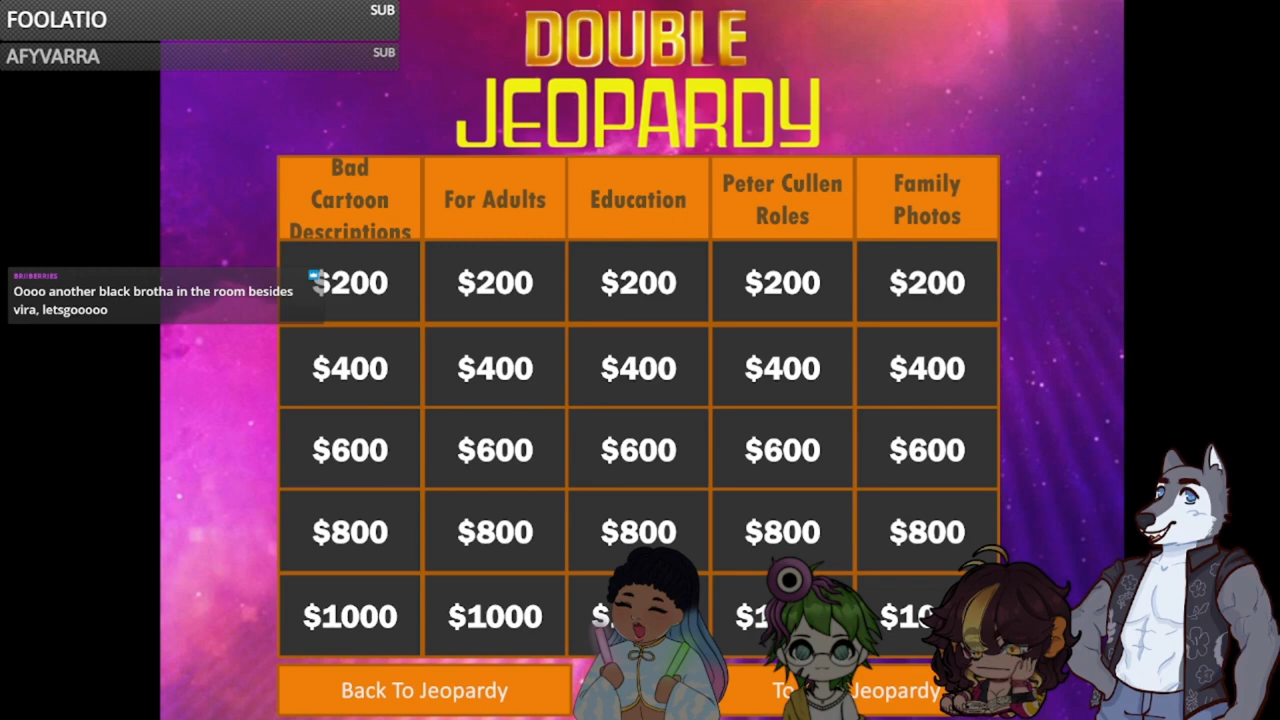 FOOLATIO SUB
AFYVARRA SUB
DOUBLE
JEOPARDY
Bad
Cartoon
Descriptions
For Adults
Education
Peter Cullen
Roles
Family
Photos
$200 $200 $200 $200 $200
BRIIBERRIES
Oooo another black brotha in the room besides
vira, letsgooooo
$400 $400 $400 $400 $400
$600 $600 $600 $600 $600
$800 $800 $800 $800 $800
$1000 $1000
Back To Jeopardy
Jeopardy